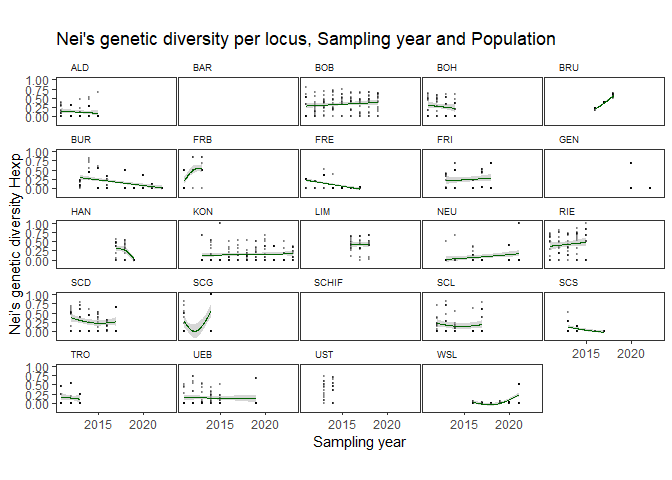 Nei's genetic diversity per locus, Sampling year and Population
Nei's genetic diversity Hexp
ALD BAR BOB BOH BRU
1.00
0.75
0.50
0.25
0.00
BUR FRB FRE FRI GEN
1.00
0.75
0.50
0.25
0.00
HAN KON LIM NEU RIE
1.00
0.75
0.50
0.25
0.00
SCD SCG SCHIF SCL SCS
1.00
0.75
0.50
0.25
0.00
2015 2020
TRO UEB UST WSL
1.00
0.75
0.50
0.25
0.00
2015 2020 2015 2020 2015 2020 2015 2020
Sampling year